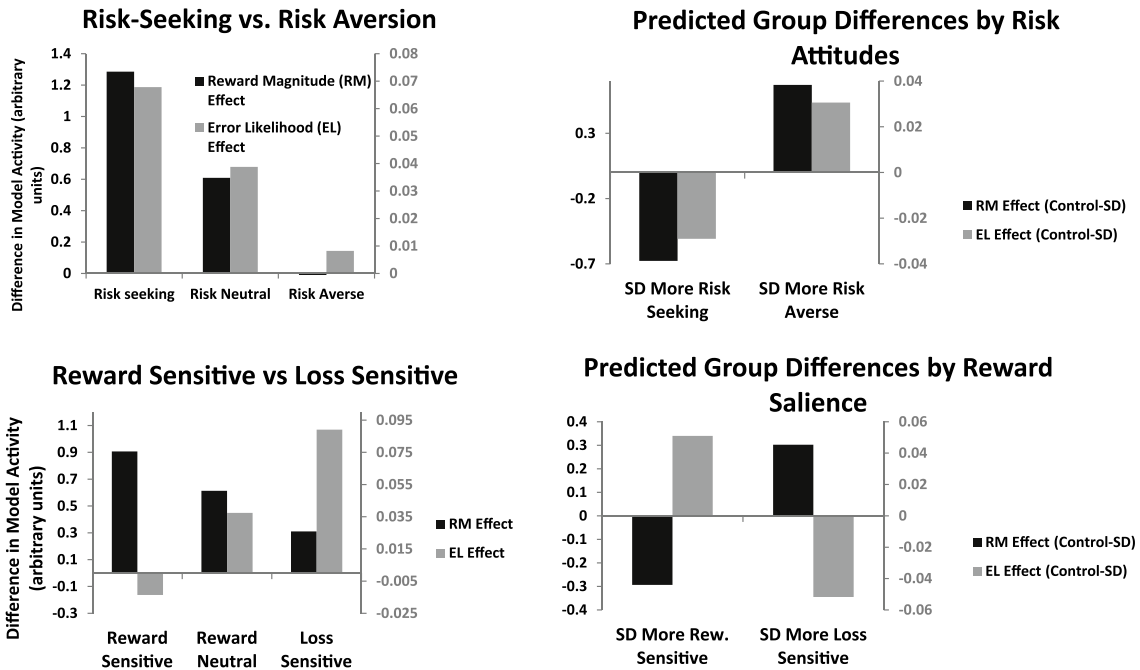 Risk-Seeking vs. Risk Aversion
Difference in Model Activity (arbitrary
units)
1.4
1.2
1
0.8
0.6
0.4
0.2
0
0.08
0.07
0.06
0.05
0.04
0.03
0.02
0.01
0
Reward Magnitude (RM)
Effect
Error Likelihood (EL)
Effect
Risk seeking
Risk Neutral
Risk Averse
Predicted Group Differences by Risk
Attitudes
0.3
-0.2
-0.7
0.04
0.02
0
-0.02
-0.04
RM Effect (Control-SD)
EL Effect (Control-SD)
SD More Risk
Seeking
SD More Risk
Averse
Reward Sensitive vs Loss Sensitive
Difference in Model Activity
(arbitrary units)
1.1
0.9
0.7
0.5
0.3
0.1
-0.1
-0.3
0.095
0.075
0.055
0.035
0.015
-0.005
-0.025
RM Effect
EL Effect
Reward
Sensitive
Reward
Neutral
Loss
Sensitive
Predicted Group Differences by Reward
Salience
0.4
0.3
0.2
0.1
0
-0.1
-0.2
-0.3
-0.4
0.06
0.04
0.02
0
-0.02
-0.04
-0.06
RM Effect (Control-SD)
EL Effect (Control-SD)
SD More Rew.
Sensitive
SD More Loss
Sensitive